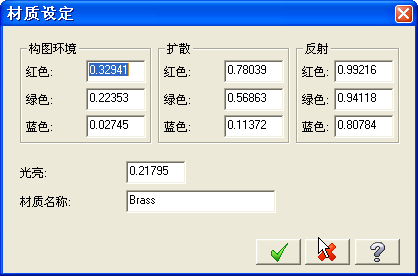 材质设定
构图环境 扩散 反射
红色: 0.32941 红色: 0.78039 红色: 0.99216
绿色: 0.22353 绿色: 0.56863 绿色: 0.94118
蓝色: 0.02745 蓝色: 0.11372 蓝色: 0.80784
光亮: 0.21795
材质名称: Brass